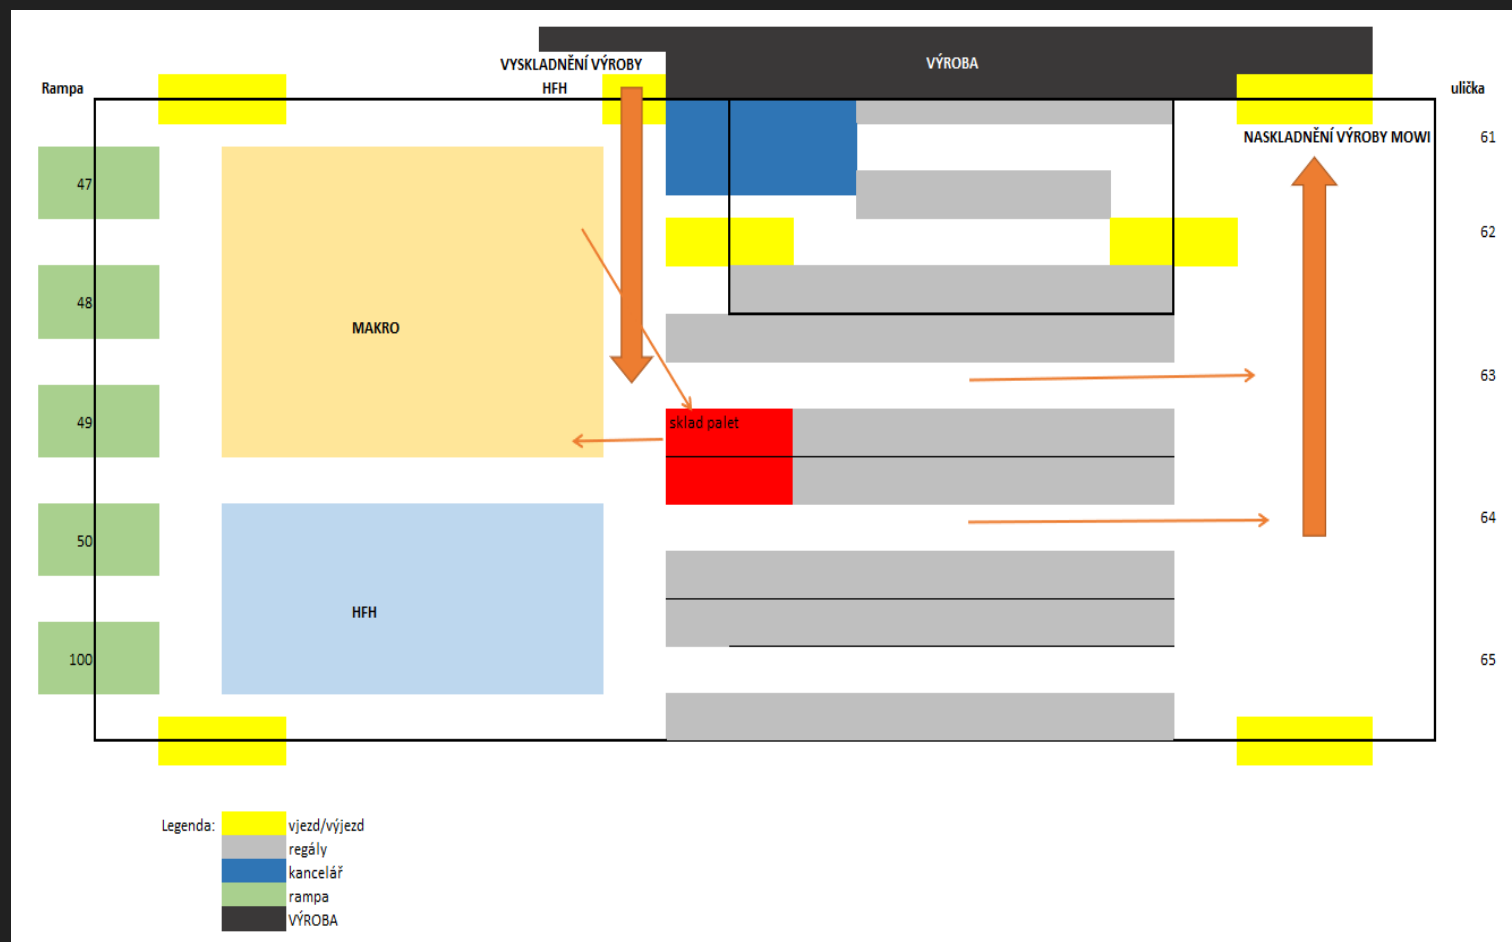 VYSKLADNĚNÍ VÝROBY
VÝROBA
Rampa
HFH
ulička
NASKLADNĚNÍ VÝROBY MOWI
61
47
62
48
MAKRO
63
49
sklad palet
64
50
HFH
100
65
Legenda:
vjezd/výjezd
regály
kancelář
rampa
VÝROBA